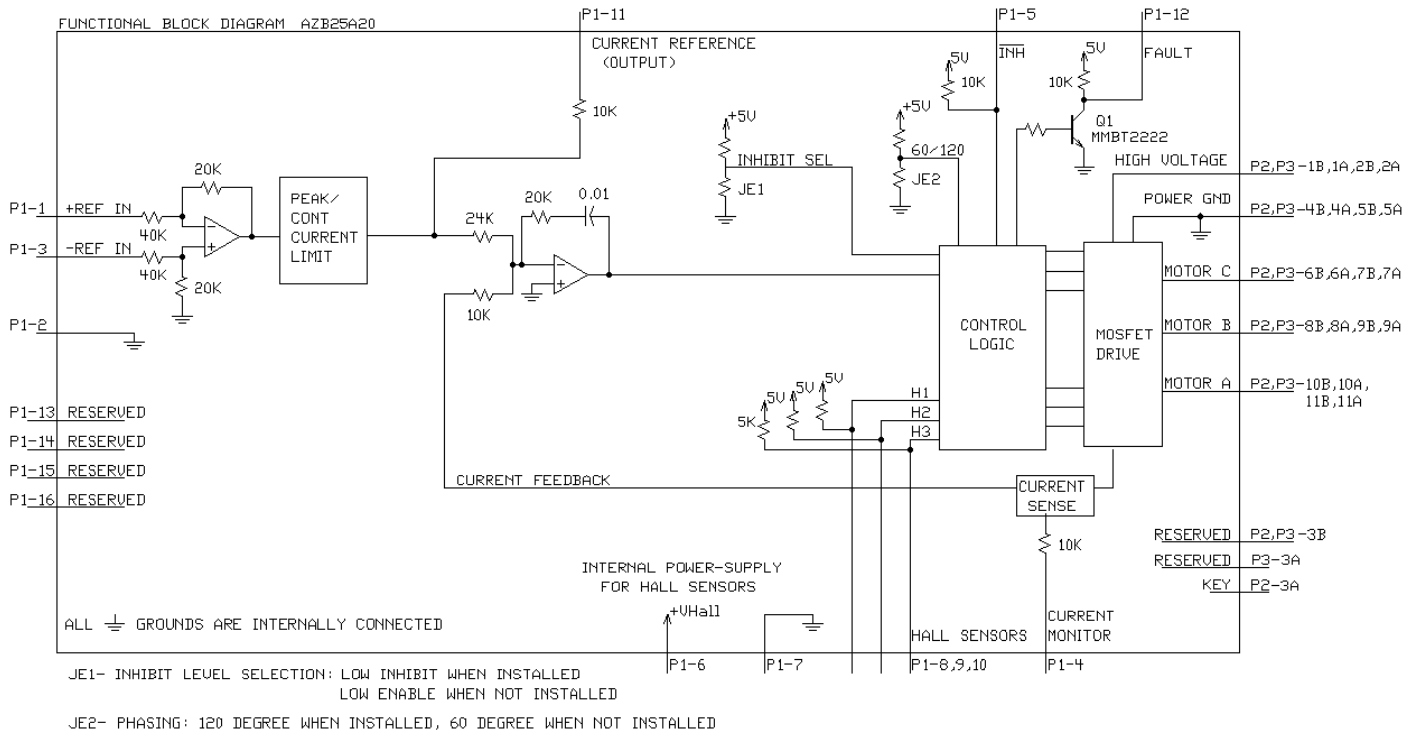 FUNCTIONAL BLOCK DIAGRAM AZB25A20
P1-11
P1-5
P1-12
CURRENT REFERENCE
(OUTPUT)
INH
5V
10K
5V
10K
FAULT
10K
+5V
+5V
Q1
MMBT2222
INHIBIT SEL
60/120
HIGH VOLTAGE
P2,P3-1B,1A,2B,2A
JE1
JE2
20K
PEAK/
CONT
CURRENT
LIMIT
20K
0.01
POWER GND
P2,P3-4B,4A,5B,5A
P1-1
+REF IN
40K
24K
P1-3
-REF IN
40K
20K
10K
MOTOR C
P2,P3-6B,6A,7B,7A
P1-2
CONTROL
LOGIC
MOSFET
DRIVE
MOTOR B
P2,P3-8B,8A,9B,9A
MOTOR A
P2,P3-10B,10A,
11B,11A
5V
5V
5V
5K
H1
H2
H3
P1-13 RESERVED
P1-14 RESERVED
P1-15 RESERVED
P1-16 RESERVED
CURRENT FEEDBACK
CURRENT
SENSE
10K
RESERVED P2,P3-3B
RESERVED P3-3A
KEY P2-3A
INTERNAL POWER-SUPPLY
FOR HALL SENSORS
+VHall
ALL GROUNDS ARE INTERNALLY CONNECTED
HALL SENSORS
CURRENT
MONITOR
P1-6
P1-7
P1-8,9,10
P1-4
JE1- INHIBIT LEVEL SELECTION: LOW INHIBIT WHEN INSTALLED
LOW ENABLE WHEN NOT INSTALLED
JE2- PHASING: 120 DEGREE WHEN INSTALLED, 60 DEGREE WHEN NOT INSTALLED